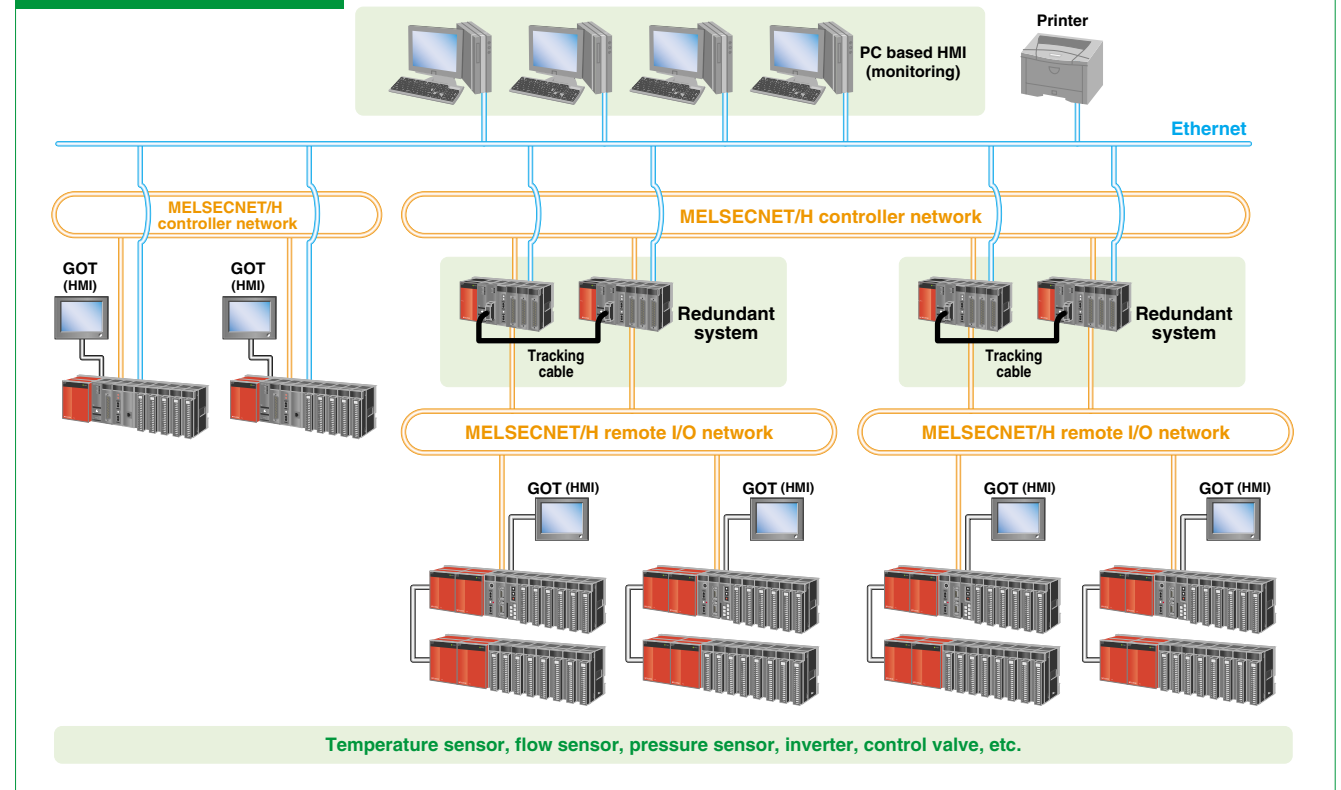 Printer
PC based HMI
(monitoring)
Ethernet
MELSECNET/H
controller network
MELSECNET/H controller network
GOT
(HMI)
GOT
(HMI)
Redundant
system
Tracking
cable
Redundant
system
Tracking
cable
MELSECNET/H remote I/O network
MELSECNET/H remote I/O network
GOT (HMI)
GOT (HMI)
GOT (HMI)
GOT (HMI)
Temperature sensor, flow sensor, pressure sensor, inverter, control valve, etc.